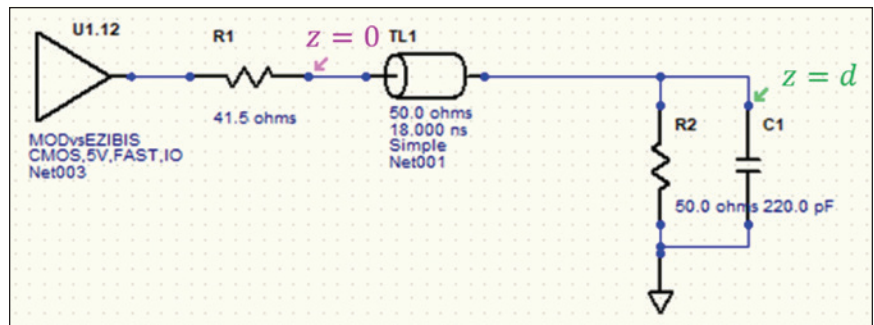 U1.12
MODvsEZIBIS
CMOS,5V,FAST,IO
Net003
R1
41.5 ohms
z = 0
TL1
50.0 ohms
18.000 ns
Simple
Net001
R2
50.0 ohms
z = d
C1
220.0 pF